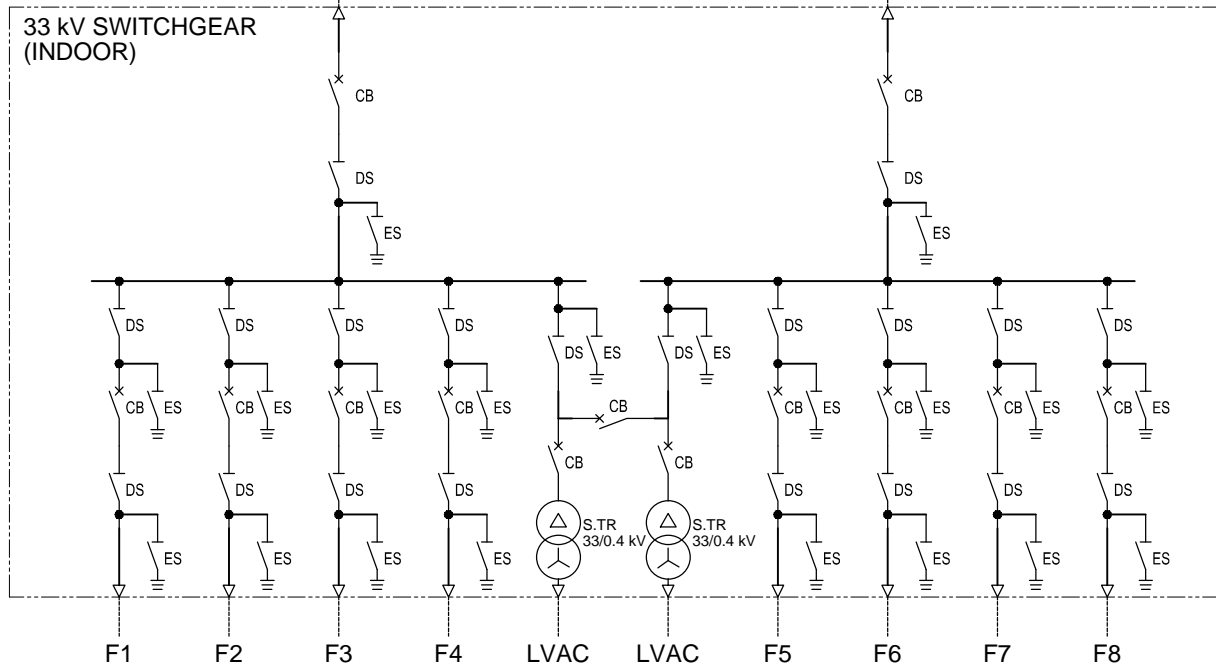 33 kV SWITCHGEAR
(INDOOR)
CB
CB
DS
DS
ES
ES
DS
DS
DS
DS
DS
DS
DS
DS
DS
ES
DS
ES
CB
ES
CB
ES
CB
ES
CB
ES
CB
CB
ES
CB
ES
CB
ES
CB
ES
CB
CB
DS
DS
DS
DS
DS
DS
DS
DS
S.TR
33/0.4 kV
S.TR
33/0.4 kV
ES
ES
ES
ES
ES
ES
ES
ES
F1 F2 F3 F4 LVAC LVAC F5 F6 F7 F8